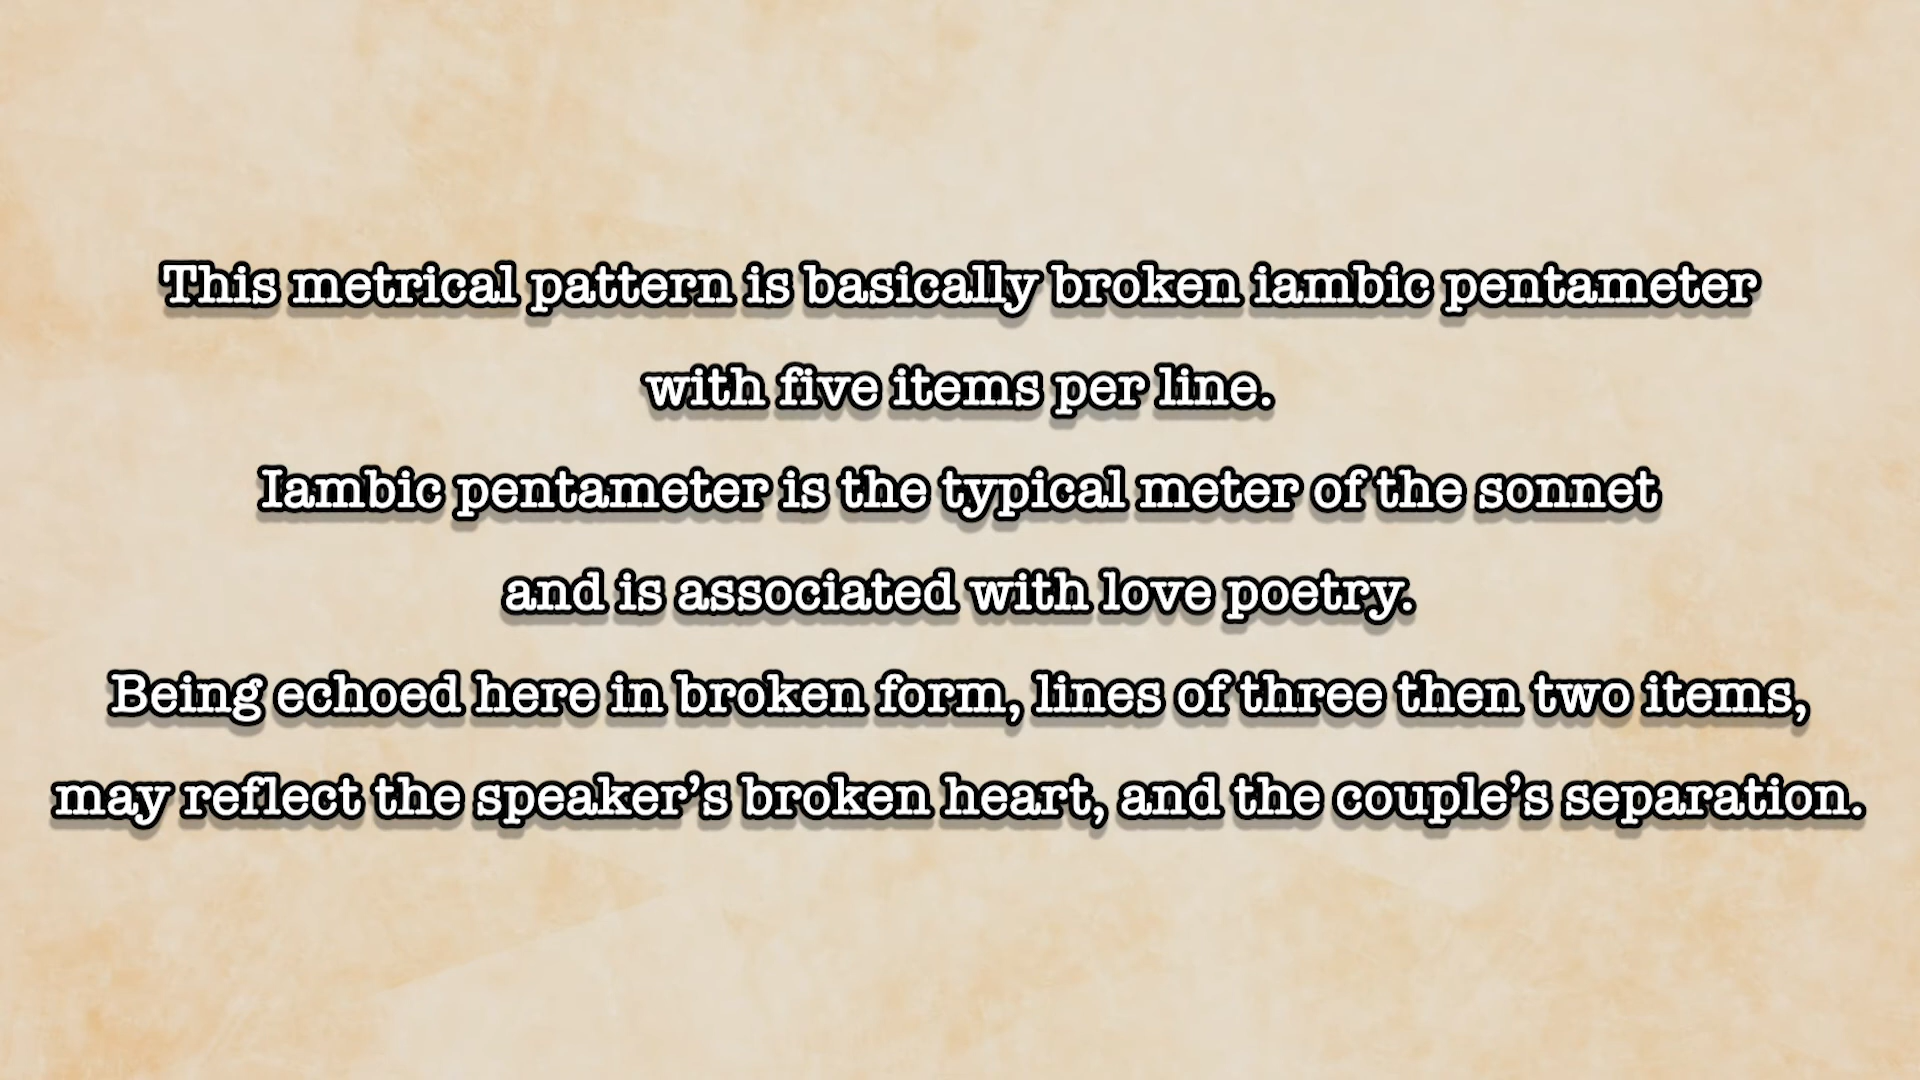 This metrical pattern is basically broken iambic pentameter
with five items per line.
Iambic pentameter is the typical meter of the sonnet
and is associated with love poetry.
Being echoed here in broken form, lines of three then two items,
may reflect the speaker’s broken heart, and the couple’s separation.